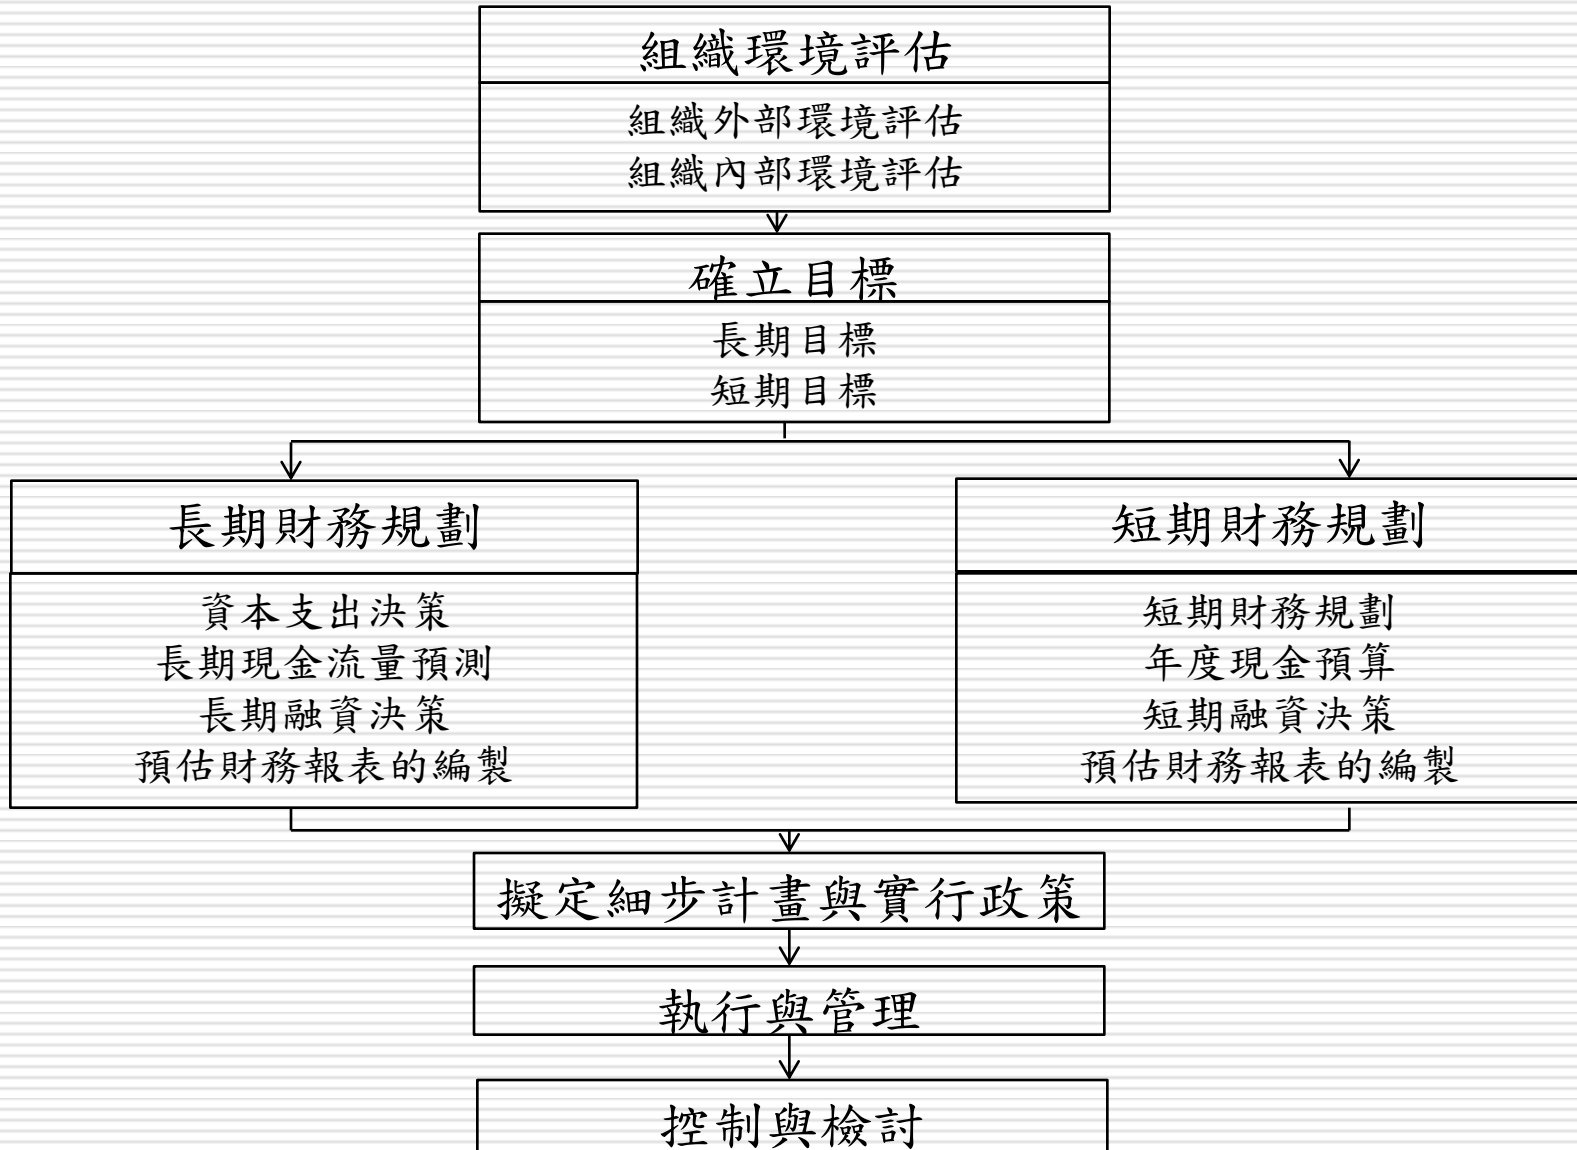 組織環境評估
組織外部環境評估
組織內部環境評估
確立目標
長期目標
短期目標
長期財務規劃
資本支出決策
長期現金流量預測
長期融資決策
預估財務報表的編製
短期財務規劃
短期財務規劃
年度現金預算
短期融資決策
預估財務報表的編製
擬定細步計畫與實行政策
執行與管理
控制與檢討